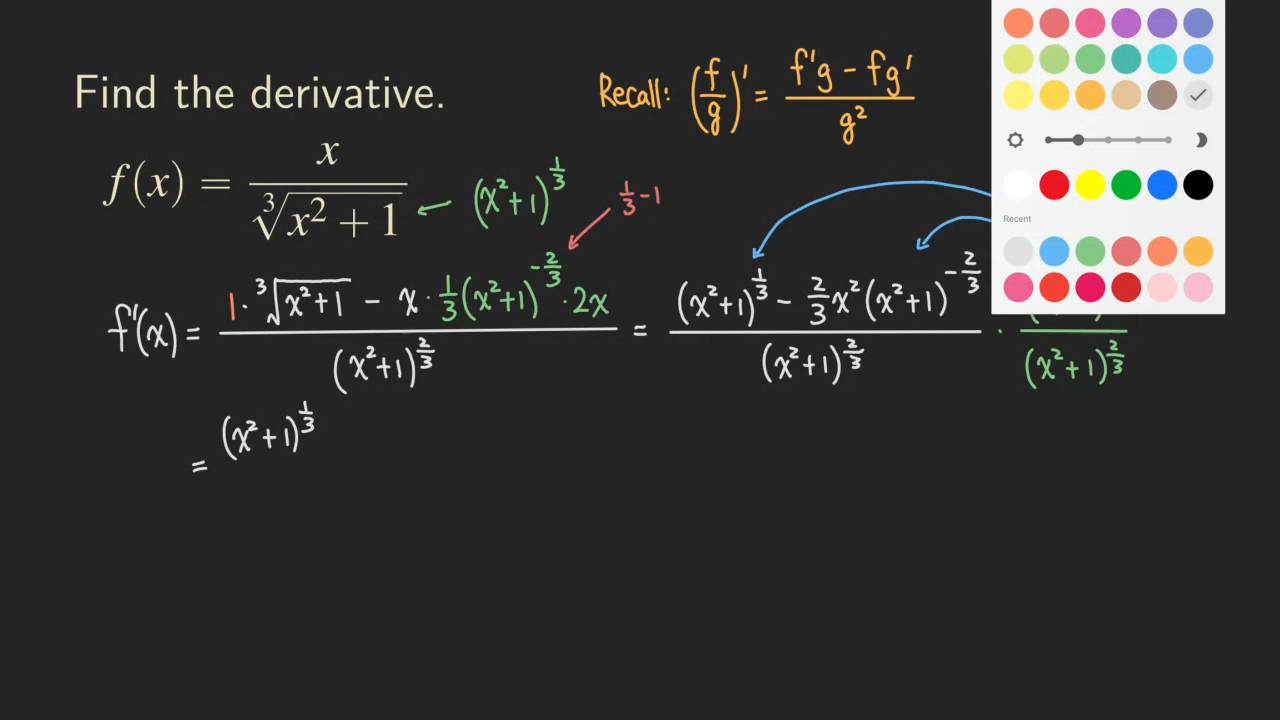 Find the derivative.
Recall: (f/g)' = (f'g - fg')/g²
f(x) = x/∛(x² + 1) ← (x²+1)^(1/3)
1/3 - 1
f'(x) = (1·∛(x²+1) - x·1/3(x²+1)^(-2/3)·2x)/(x²+1)^(2/3) = ((x²+1)^(1/3) - 2/3x²(x²+1)^(-2/3))/(x²+1)^(2/3) · /(x²+1)^(2/3)
= (x²+1)^(1/3)
Recent